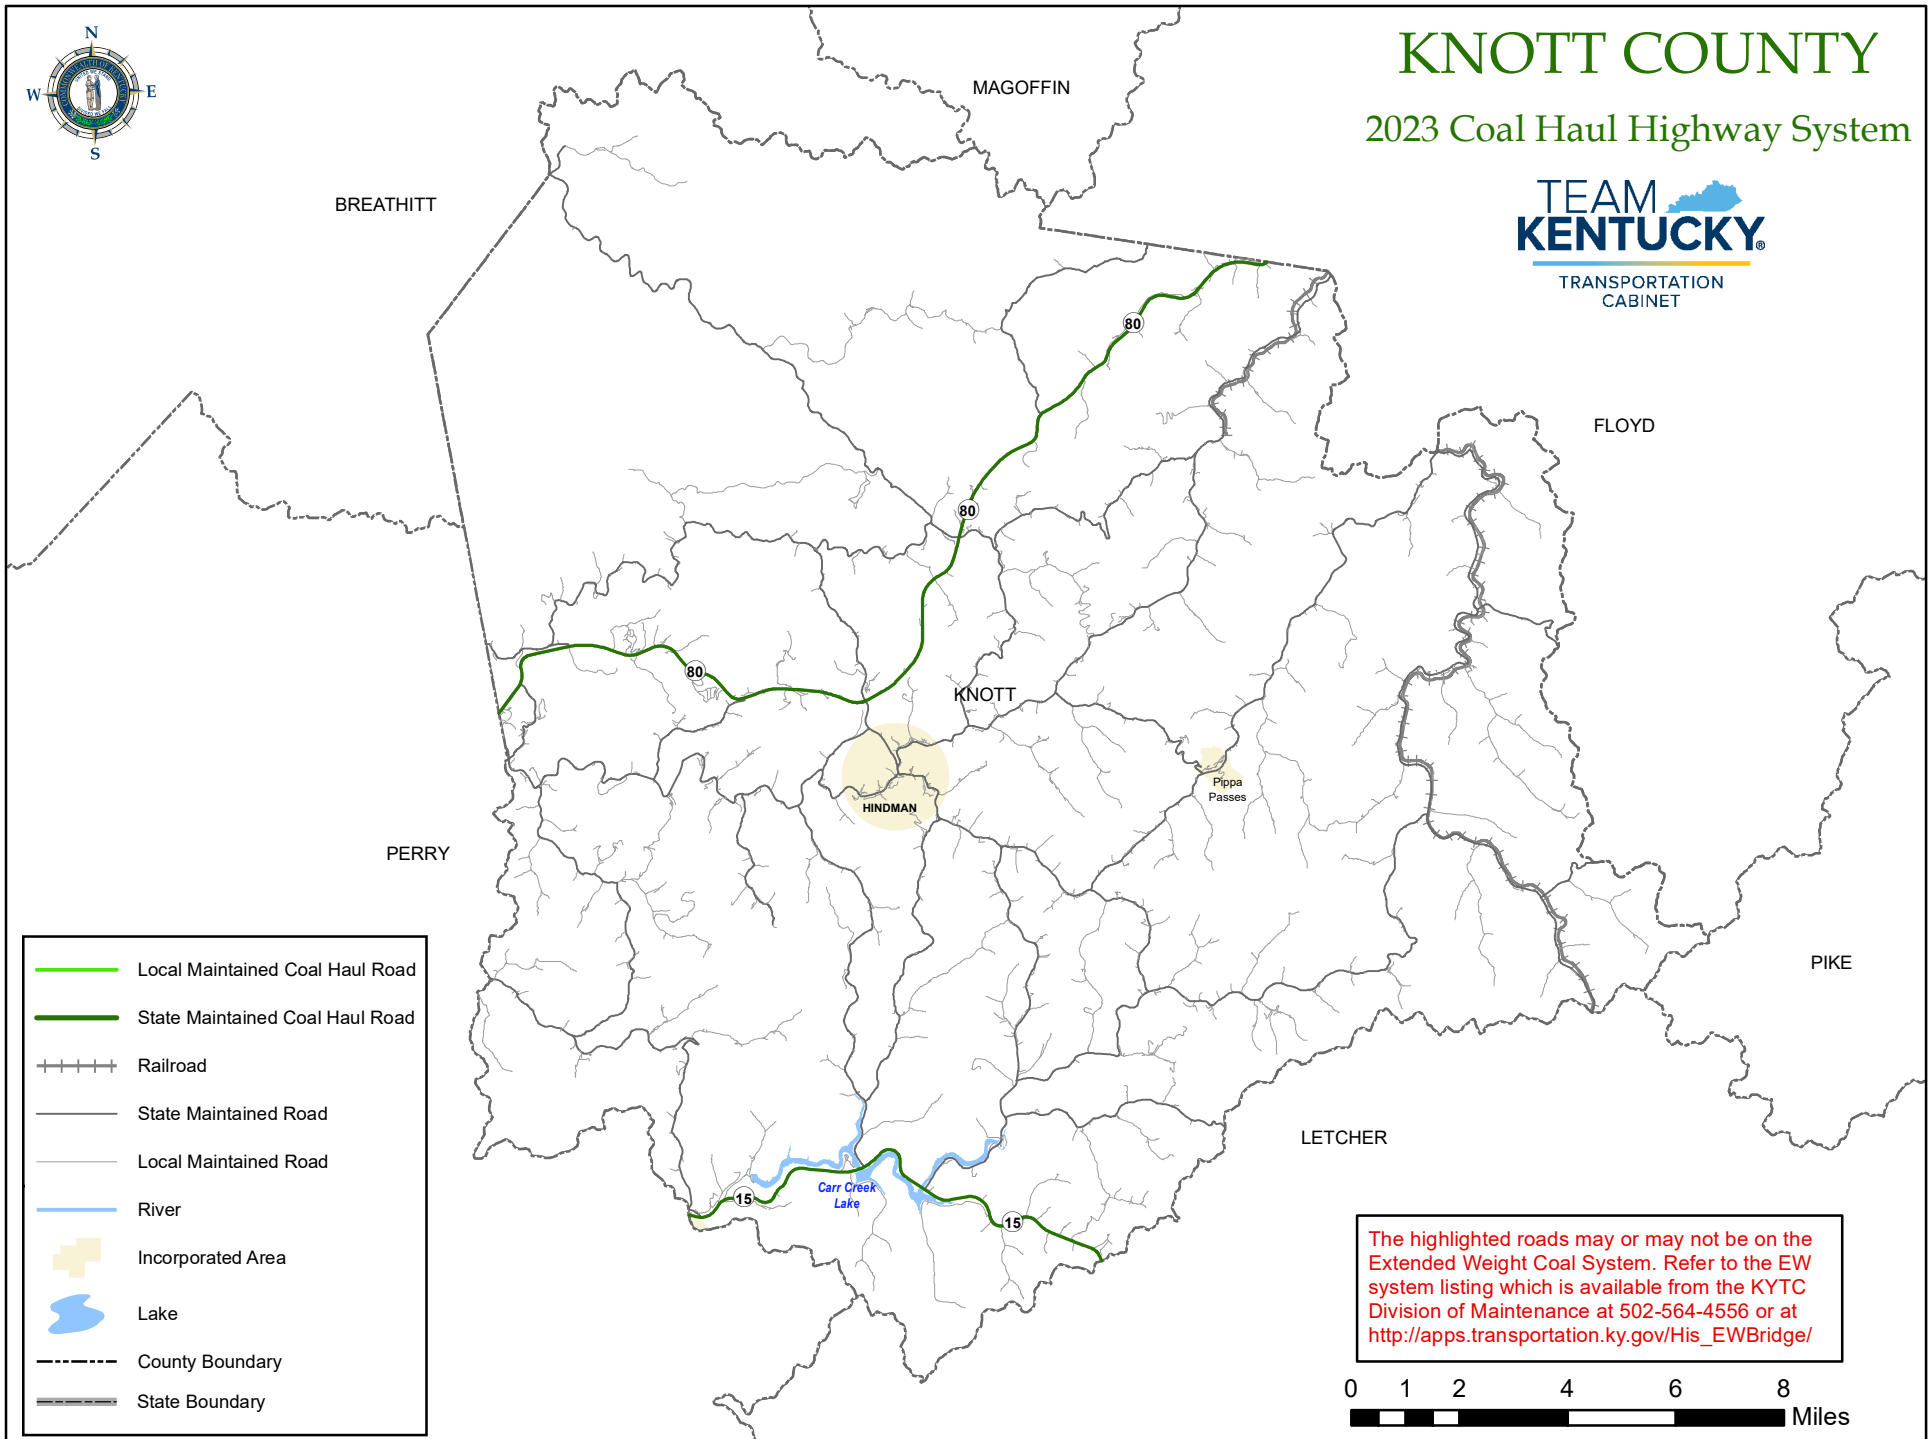 KNOTT COUNTY
2023 Coal Haul Highway System
TEAM
KENTUCKY®
TRANSPORTATION
CABINET
N
W
E
S
MAGOFFIN
BREATHITT
FLOYD
80
80
80
KNOTT
HINDMAN
Pippa
Passes
PERRY
PIKE
LETCHER
Carr Creek
Lake
15
15
Local Maintained Coal Haul Road
State Maintained Coal Haul Road
Railroad
State Maintained Road
Local Maintained Road
River
Incorporated Area
Lake
County Boundary
State Boundary
The highlighted roads may or may not be on the
Extended Weight Coal System. Refer to the EW
system listing which is available from the KYTC
Division of Maintenance at 502-564-4556 or at
http://apps.transportation.ky.gov/His_EWBridge/
0 1 2 4 6 8
Miles